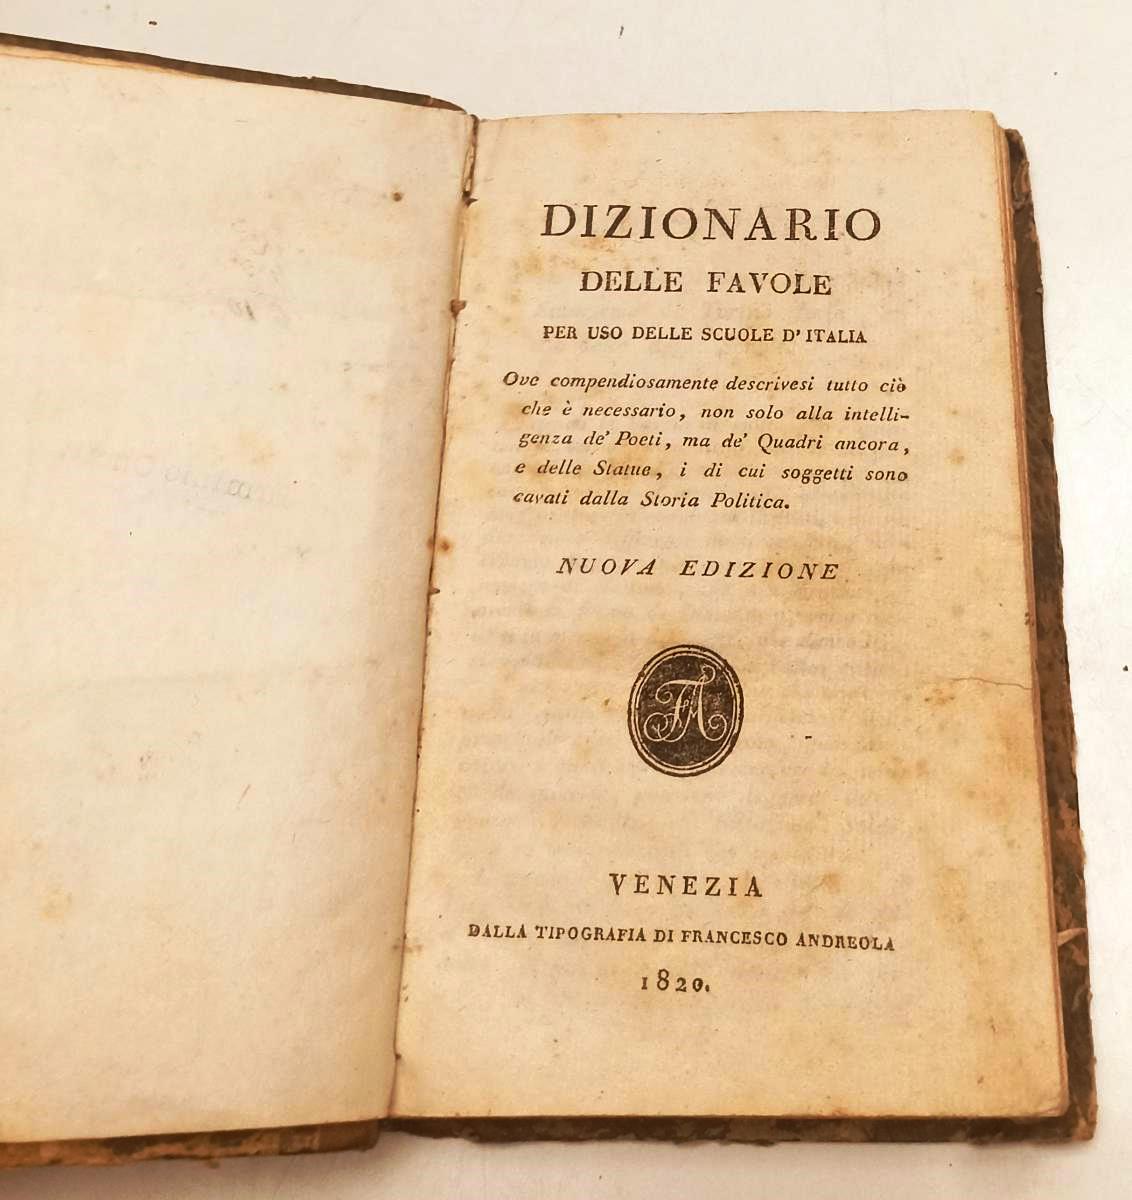 DIZIONARIO
DELLE FAVOLE
PER USO DELLE SCUOLE D'ITALIA
Ove compendiosamente descrivesi tutto ciò
che è necessario, non solo alla intelli-
genza de' Poeti, ma de' Quadri ancora,
e delle Statue, i di cui soggetti sono
cavati dalla Storia Politica.
NUOVA EDIZIONE
FA
VENEZIA
DALLA TIPOGRAFIA DI FRANCESCO ANDREOLA
1820.